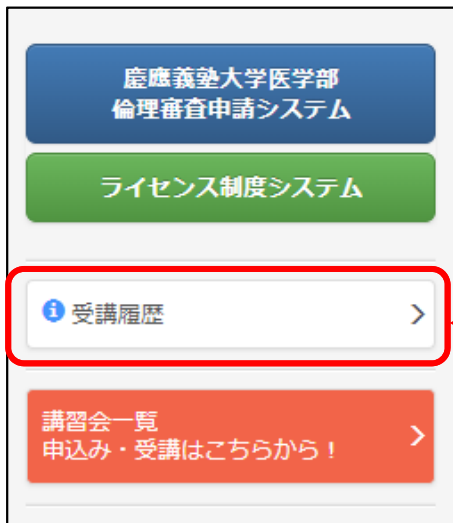 慶應義塾大学医学部
倫理審査申請システム
ライセンス制度システム
受講履歴
講習会一覧
申込み・受講はこちらから！